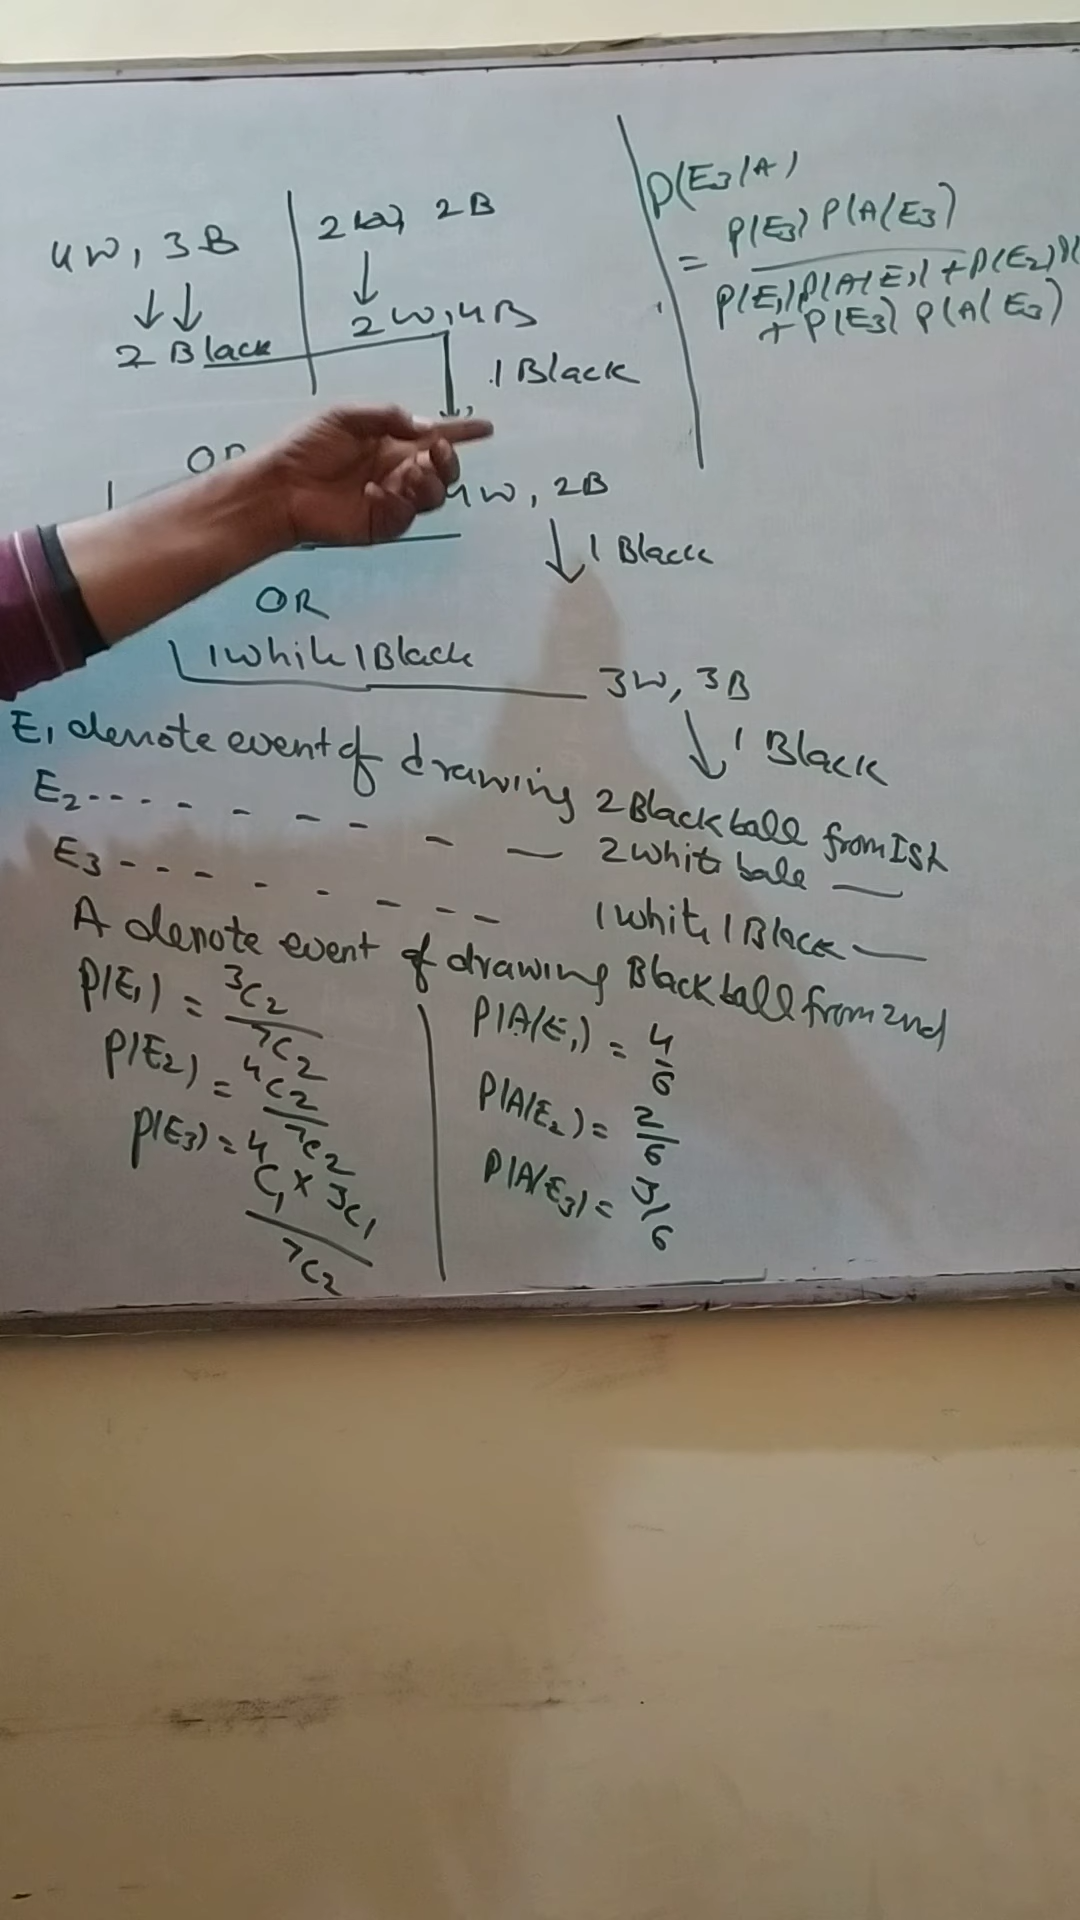 4W, 3B
2W, 2B
2W, 4B
2 Black
1 Black
OR
4W, 2B
1 Black
OR
1 white 1 Black
3W, 3B
1 Black
E1 denote event of drawing 2 Black ball from Ist
E2 - - - - - - - - - 2 whit ball —
E3 - - - - - - - - - 1 whit, 1 Black —
A denote event of drawing Black ball from 2nd
P(E1) = 3C2 / 7C2
P(E2) = 4C2 / 7C2
P(E3) = 4C1 × 3C1 / 7C2
P(A/E1) = 4/6
P(A/E2) = 2/6
P(A/E3) = 3/6
P(E3/A)
= P(E3) P(A/E3)
P(E1) P(A/E1) + P(E2) P(
+ P(E3) P(A/E3)